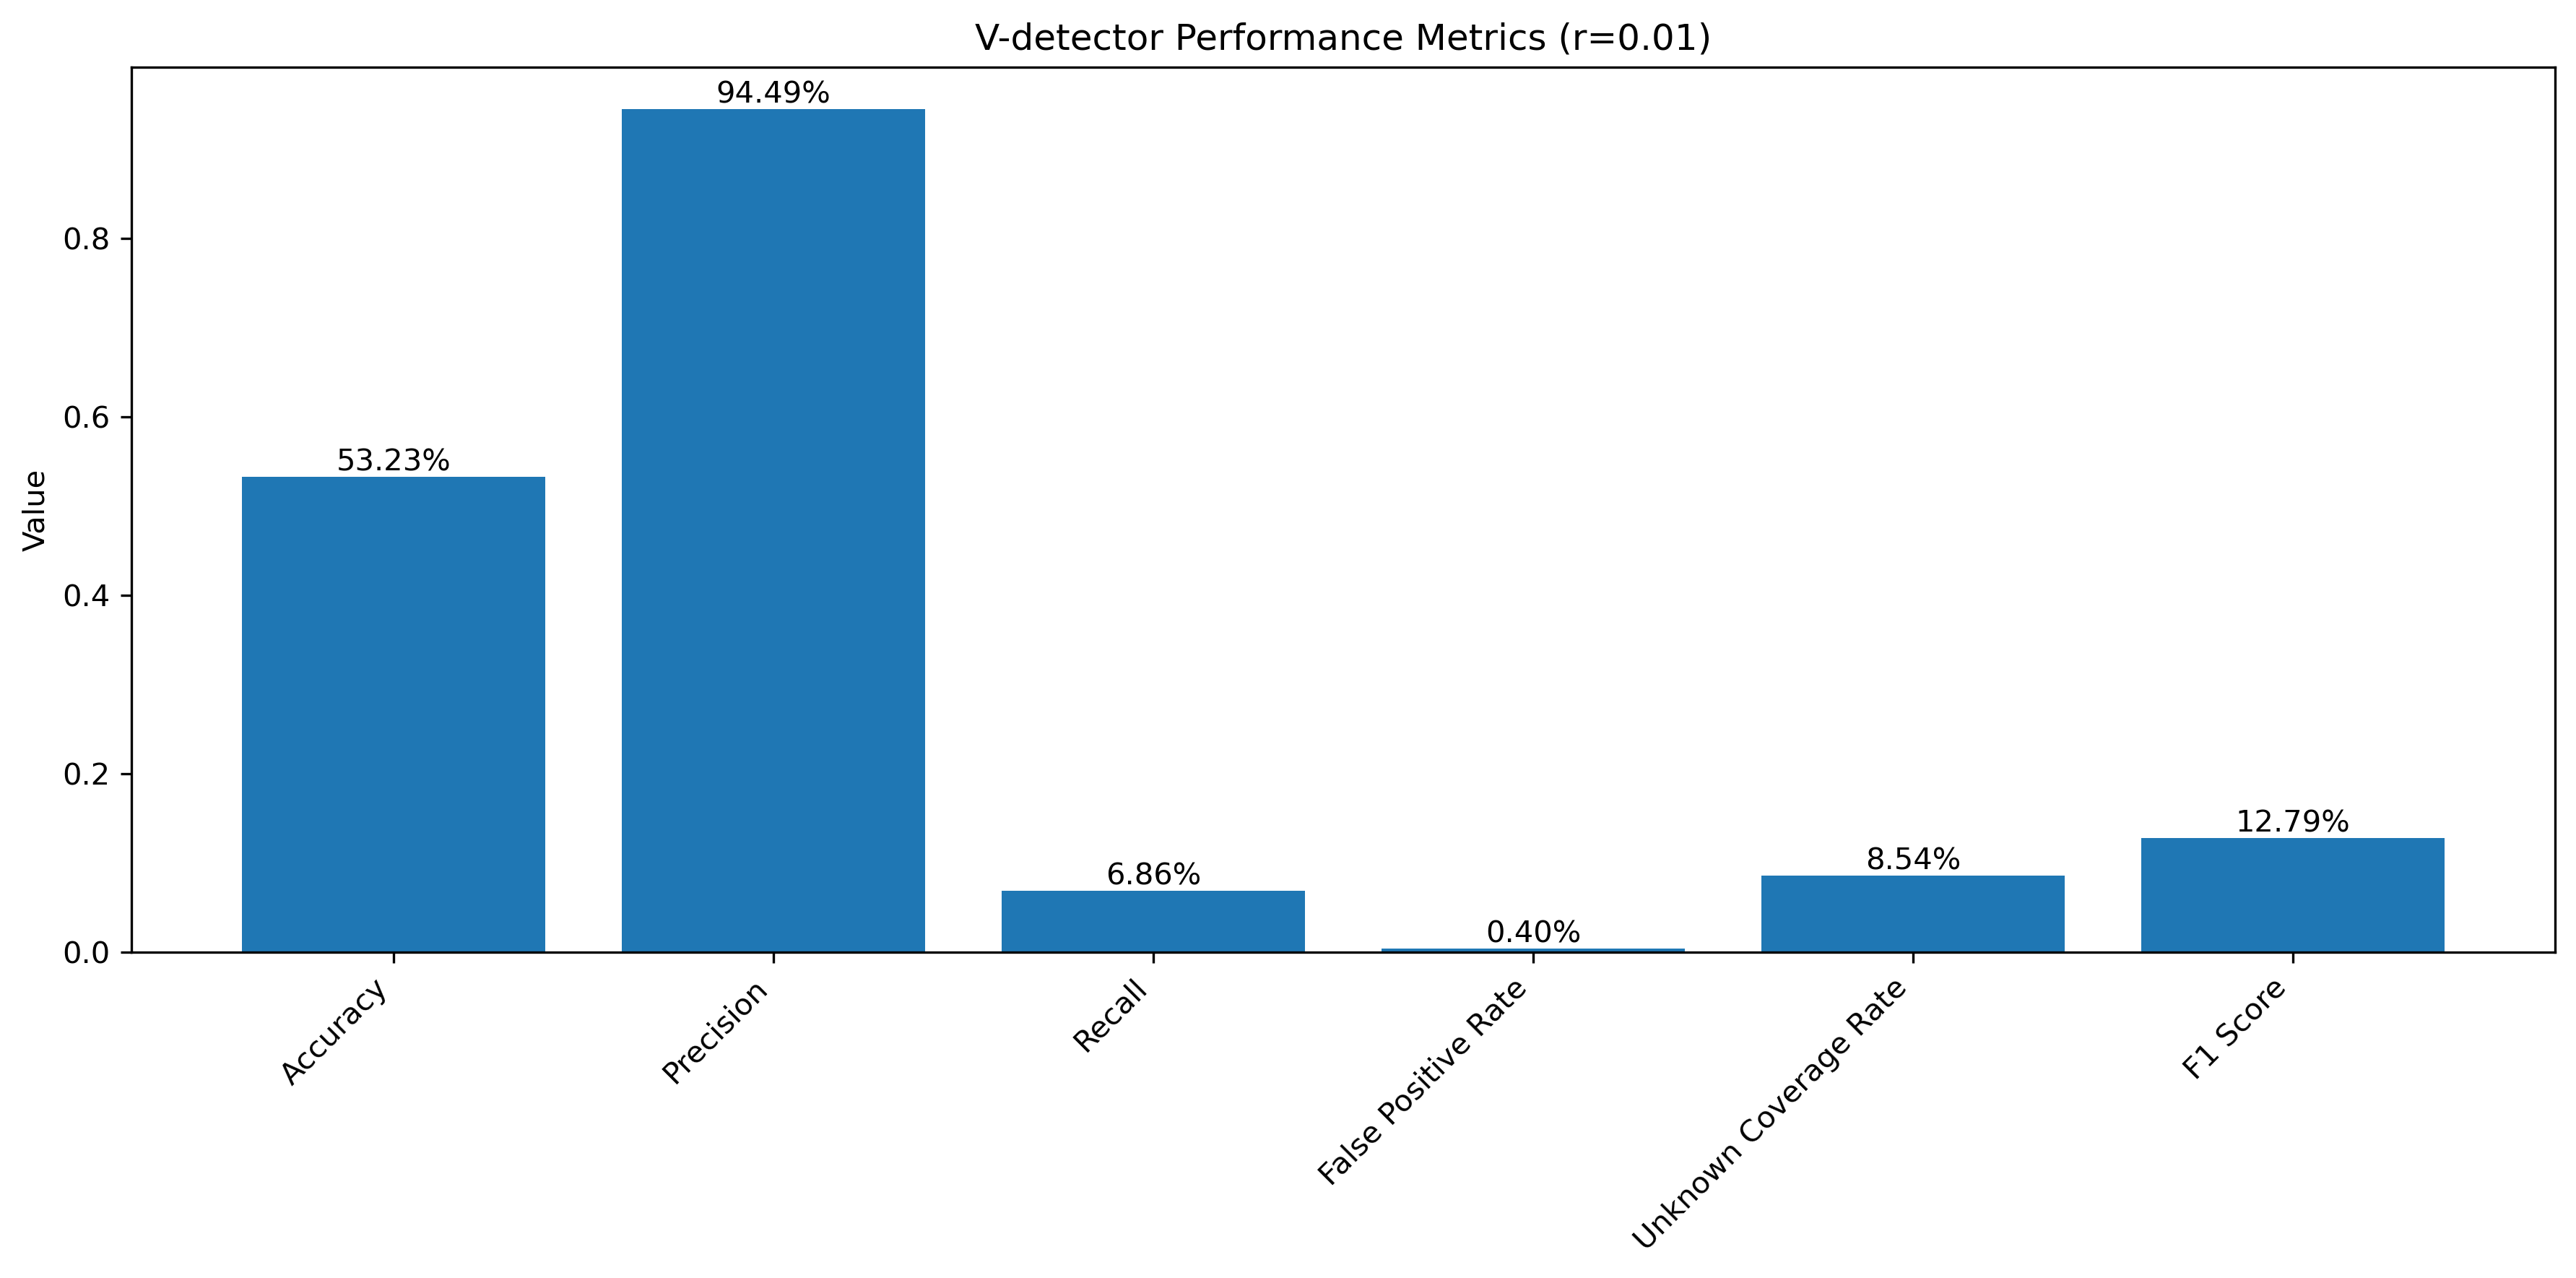 V-detector Performance Metrics (r=0.01)
Value
0.8
0.6
0.4
0.2
0.0
53.23%
94.49%
6.86%
0.40%
8.54%
12.79%
Accuracy
Precision
Recall
False Positive Rate
Unknown Coverage Rate
F1 Score